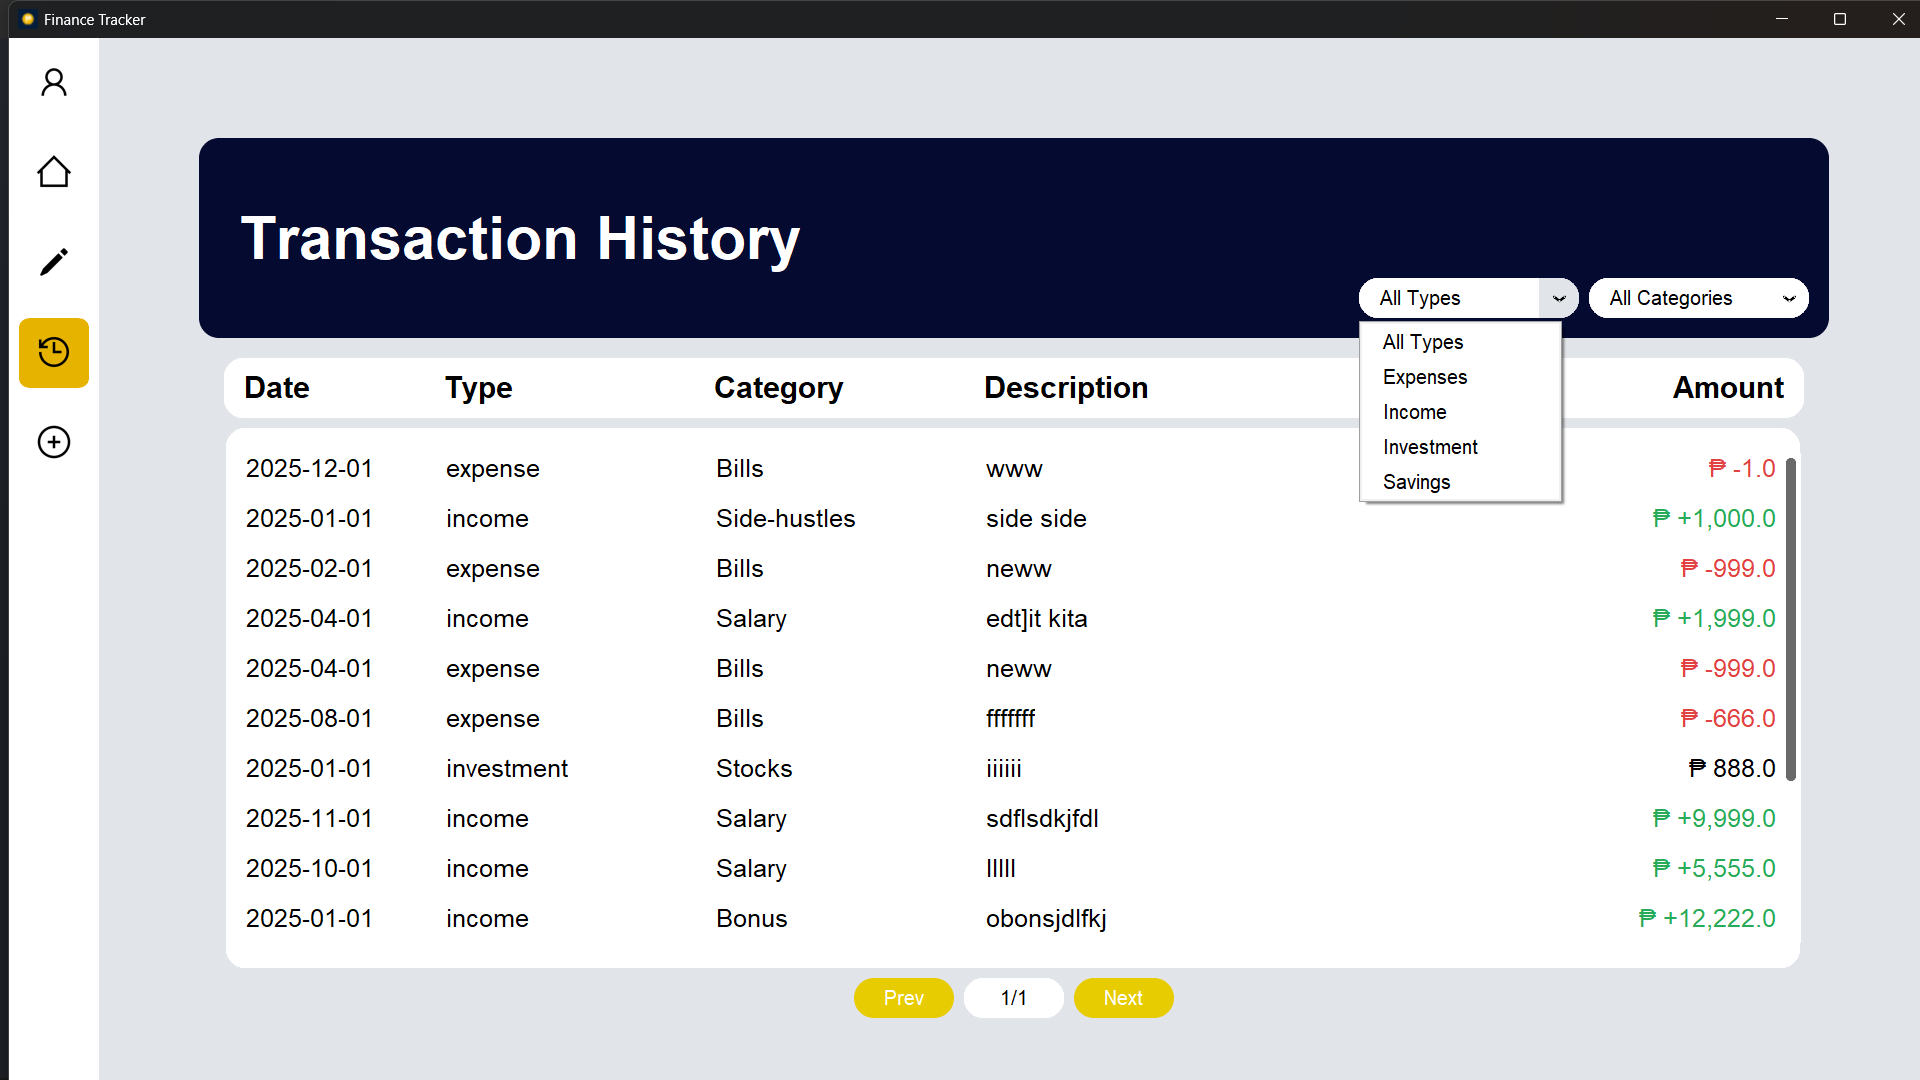 Finance Tracker
Transaction History
All Types All Categories
All Types
Expenses
Income
Investment
Savings
Date Type Category Description Amount
2025-12-01 expense Bills www ₱ -1.0
2025-01-01 income Side-hustles side side ₱ +1,000.0
2025-02-01 expense Bills neww ₱ -999.0
2025-04-01 income Salary edt]it kita ₱ +1,999.0
2025-04-01 expense Bills neww ₱ -999.0
2025-08-01 expense Bills fffffff ₱ -666.0
2025-01-01 investment Stocks iiiiii ₱ 888.0
2025-11-01 income Salary sdflsdkjfdl ₱ +9,999.0
2025-10-01 income Salary lllll ₱ +5,555.0
2025-01-01 income Bonus obonsjdlfkj ₱ +12,222.0
Prev 1/1 Next